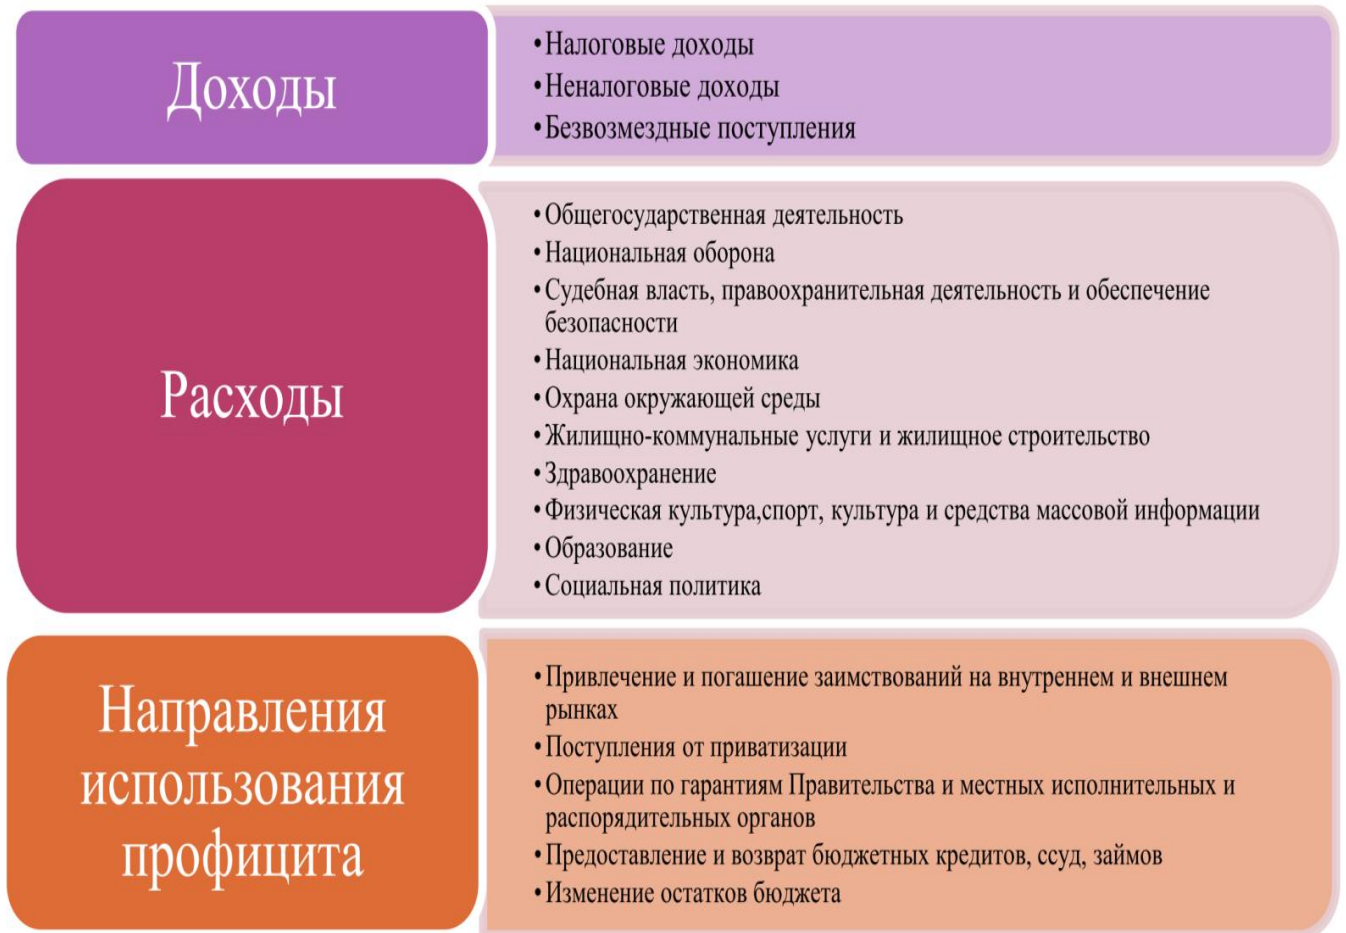 Доходы
•Налоговые доходы
•Неналоговые доходы
•Безвозмездные поступления
Расходы
•Общегосударственная деятельность
•Национальная оборона
•Судебная власть, правоохранительная деятельность и обеспечение
безопасности
•Национальная экономика
•Охрана окружающей среды
•Жилищно-коммунальные услуги и жилищное строительство
•Здравоохранение
•Физическая культура,спорт, культура и средства массовой информации
•Образование
•Социальная политика
Направления
использования
профицита
•Привлечение и погашение заимствований на внутреннем и внешнем
рынках
•Поступления от приватизации
•Операции по гарантиям Правительства и местных исполнительных и
распорядительных органов
•Предоставление и возврат бюджетных кредитов, ссуд, займов
•Изменение остатков бюджета